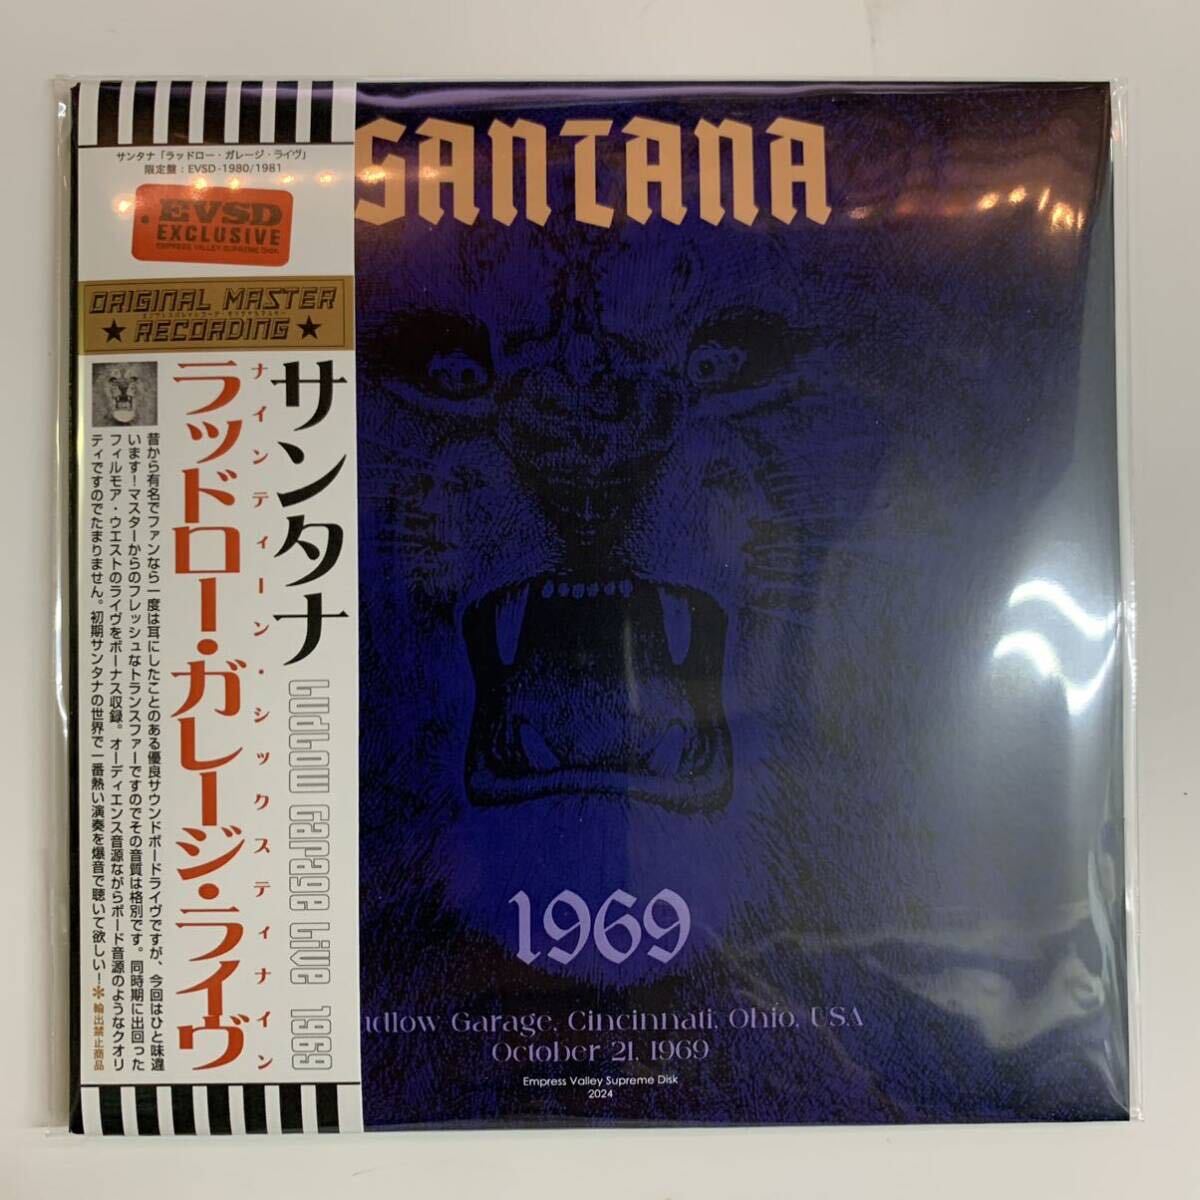 SANTANA
サンタナ「ラッドロー・ガレージ・ライヴ」
限定盤:EVSD-1980/1981
EVSD
EXCLUSIVE
EMPRESS VALLEY SUPREME DISK
ORIGINAL MASTER
★ RECORDING ★
サンタナ
ナインティーン・シックスティナイン
ラッドロー・ガレージ・ライヴ
Ludlow Garage Live 1969
昔から有名でファンなら一度は耳にしたことのある優良サウンドボードライヴですが、今回はひと味違
います!マスターからのフレッシュなトランスファーですのでその音質は格別です。同時期に出回った
フィルモア・ウエストのライヴをボーナス収録。オーディエンス音源ながらボード音源のようなクオリ
ティですのでたまりません。初期サンタナの世界で一番熱い演奏を爆音で聴いて欲しい!＊輸出禁止商品
1969
udlow Garage, Cincinnati, Ohio, USA
October 21, 1969
Empress Valley Supreme Disk
2024